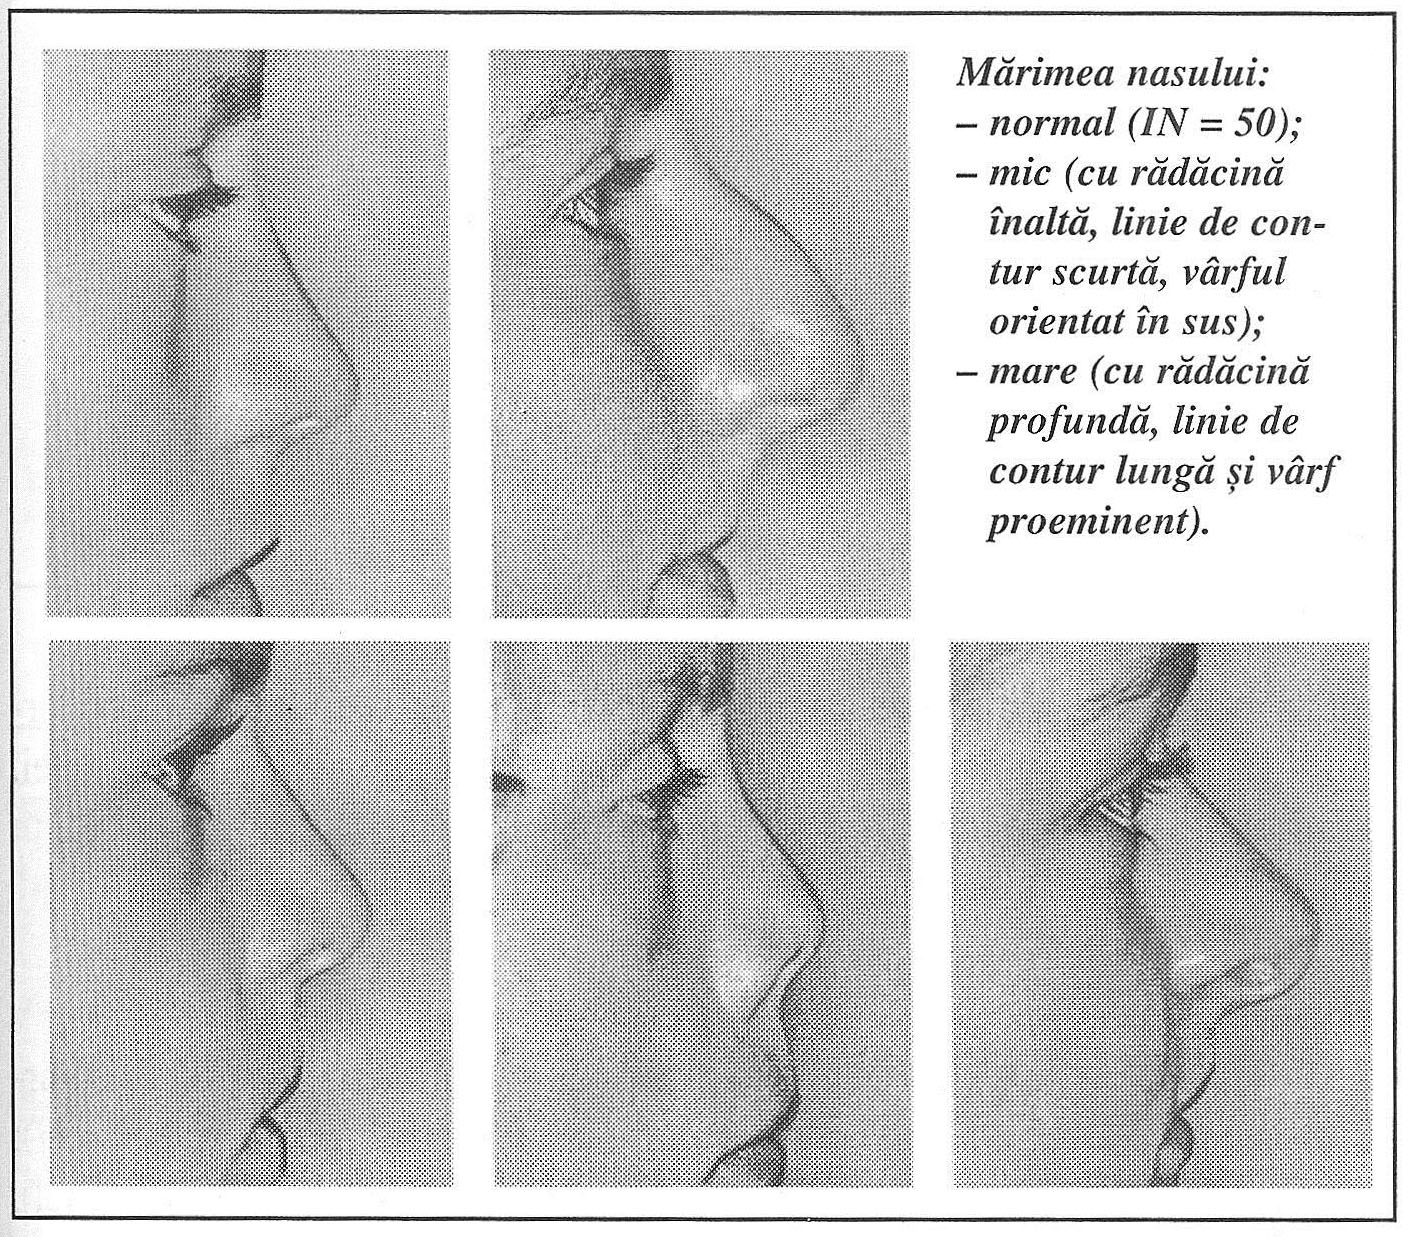 Mărimea nasului:
– normal (IN = 50);
– mic (cu rădăcină
înaltă, linie de con-
tur scurtă, vârful
orientat în sus);
– mare (cu rădăcină
profundă, linie de
contur lungă și vârf
proeminent).